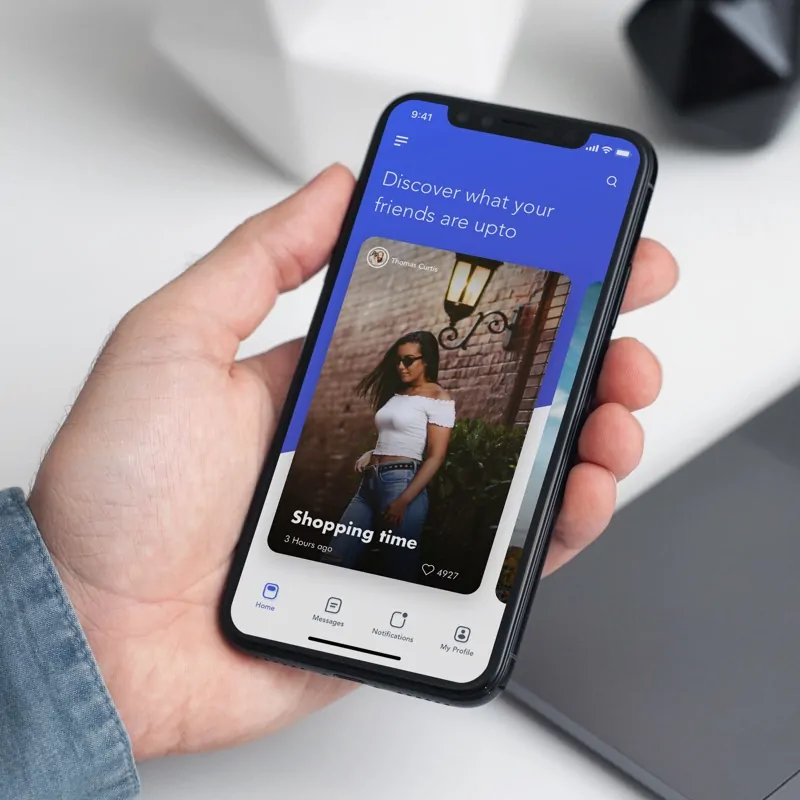 9:41
Discover what your
friends are upto
Thomas Curtis
Shopping time
3 Hours ago
4927
Home
Messages
Notifications
My Profile